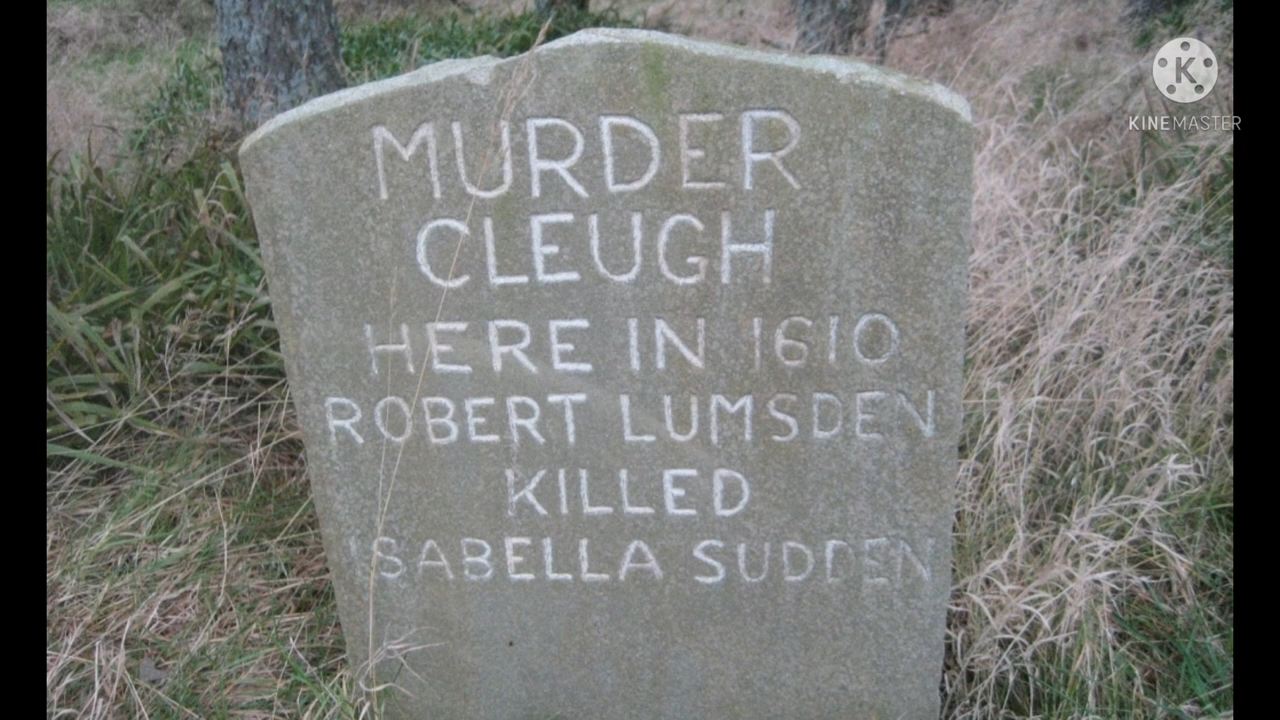 MURDER
CLEUGH
HERE IN 1610
ROBERT LUMSDEN
KILLED
ISABELLA SUDDEN
K
KINEMASTER